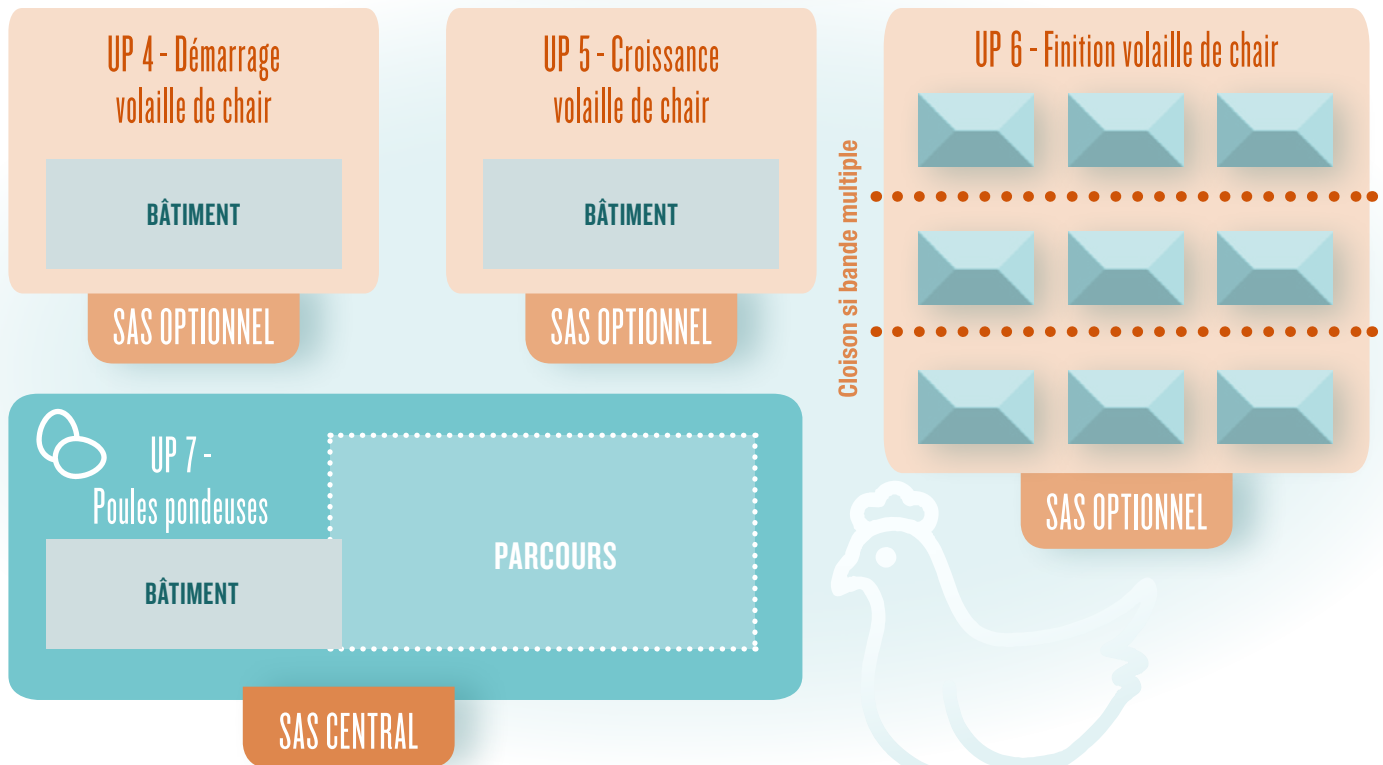 UP 4 - Démarrage
volaille de chair
BÂTIMENT
SAS OPTIONNEL
UP 5 - Croissance
volaille de chair
BÂTIMENT
SAS OPTIONNEL
UP 6 - Finition volaille de chair
Cloison si bande multiple
SAS OPTIONNEL
UP 7 -
Poules pondeuses
BÂTIMENT
PARCOURS
SAS CENTRAL